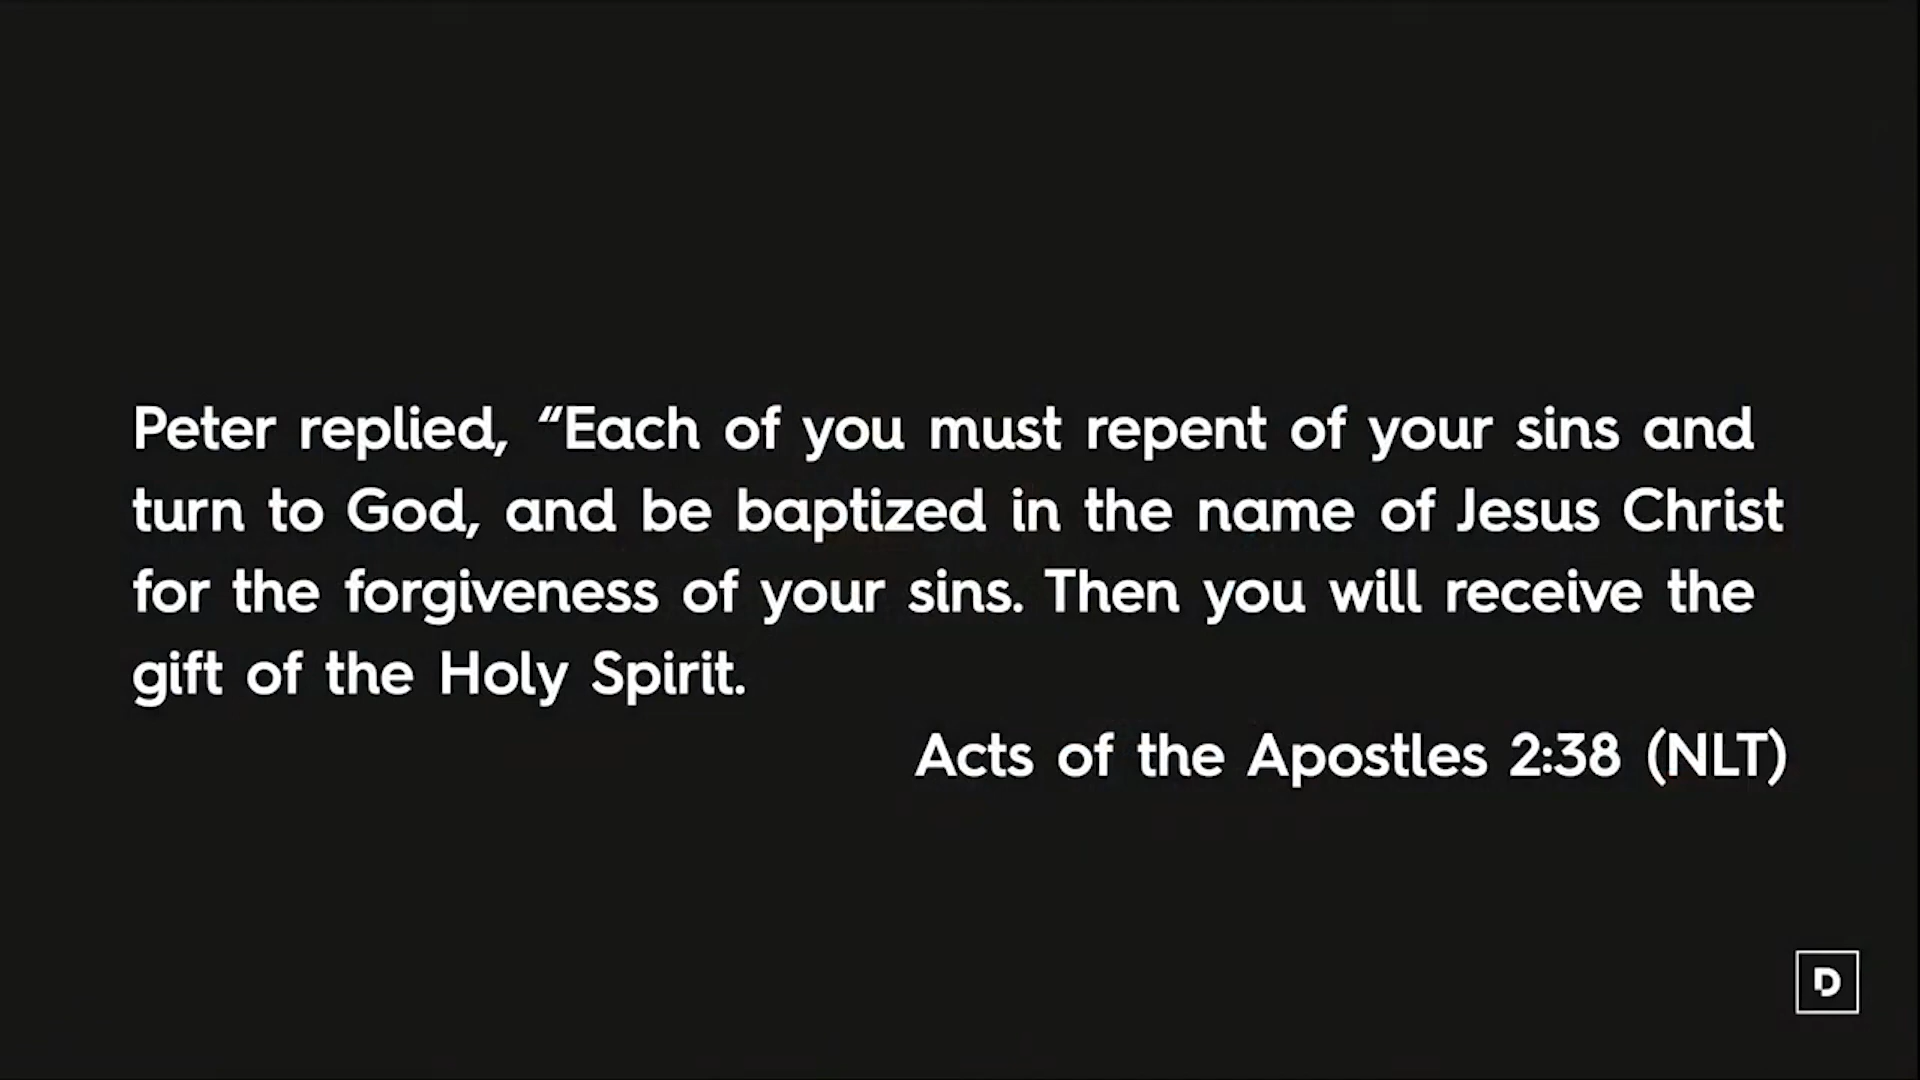 Peter replied, “Each of you must repent of your sins and
turn to God, and be baptized in the name of Jesus Christ
for the forgiveness of your sins. Then you will receive the
gift of the Holy Spirit.
Acts of the Apostles 2:38 (NLT)
D